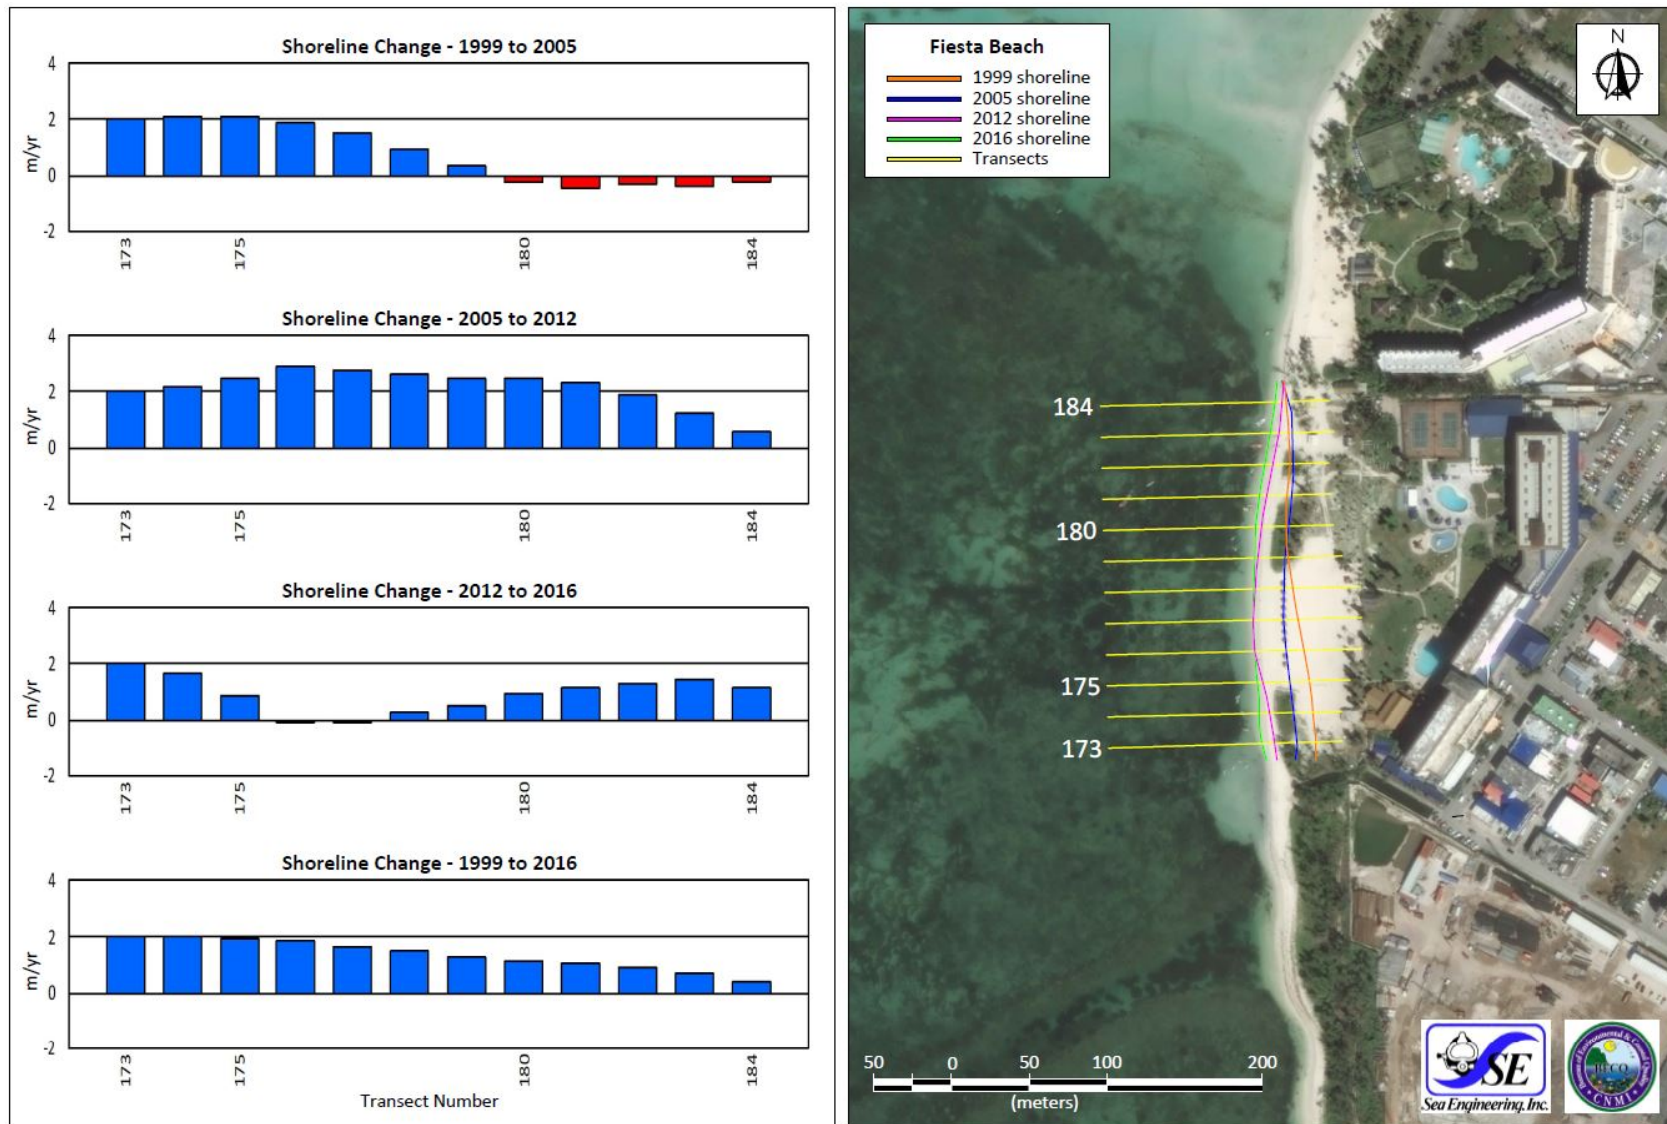 Shoreline Change - 1999 to 2005
4
2
0
-2
m/yr
173
175
180
184
Shoreline Change - 2005 to 2012
4
2
0
-2
m/yr
173
175
180
184
Shoreline Change - 2012 to 2016
4
2
0
-2
m/yr
173
175
180
184
Shoreline Change - 1999 to 2016
4
2
0
-2
m/yr
173
175
180
184
Transect Number
Fiesta Beach
1999 shoreline
2005 shoreline
2012 shoreline
2016 shoreline
Transects
N
184
180
175
173
50 0 50 100 200
(meters)
SE
Sea Engineering, Inc.
BECQ
CNMI